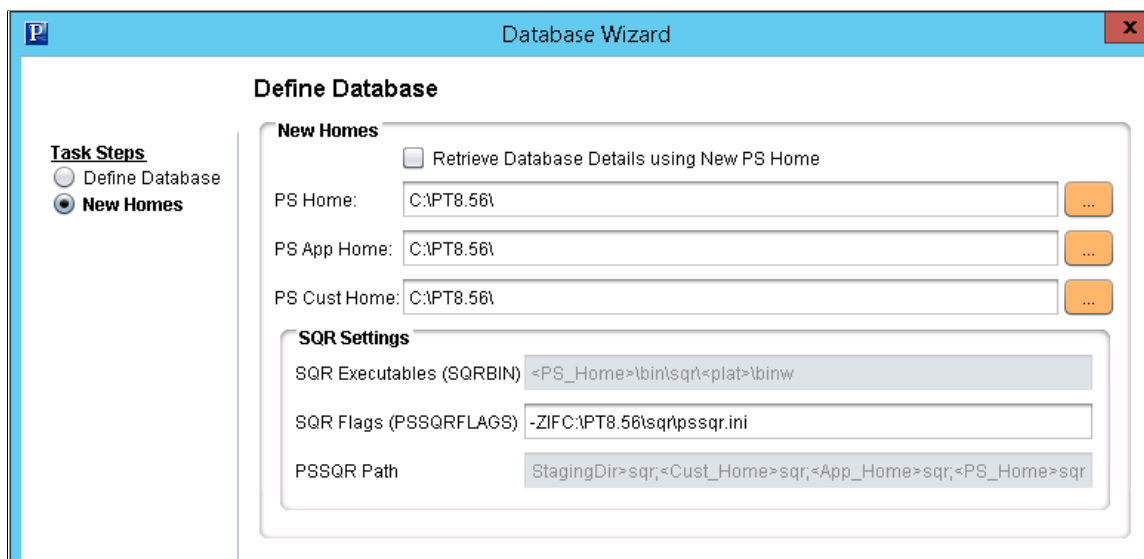 P
Database Wizard
x
Define Database
Task Steps
Define Database
New Homes
New Homes
Retrieve Database Details using New PS Home
PS Home: C:\PT8.56\ ...
PS App Home: C:\PT8.56\ ...
PS Cust Home: C:\PT8.56\ ...
SQR Settings
SQR Executables (SQRBIN) <PS_Home>\bin\sqr\<plat>\binw
SQR Flags (PSSQRFLAGS) -ZIFC:\PT8.56\sqr\pssqr.ini
PSSQR Path StagingDir>sqr;<Cust_Home>sqr;<App_Home>sqr;<PS_Home>sqr